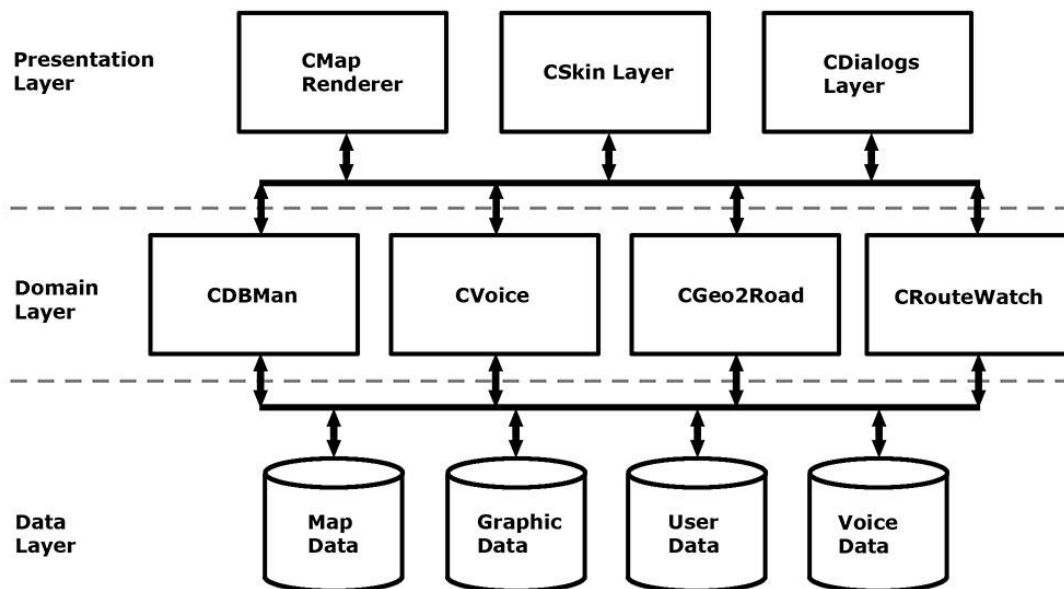 Presentation
Layer
CMap
Renderer
CSkin Layer
CDialogs
Layer
Domain
Layer
CDBMan
CVoice
CGeo2Road
CRouteWatch
Data
Layer
Map
Data
Graphic
Data
User
Data
Voice
Data